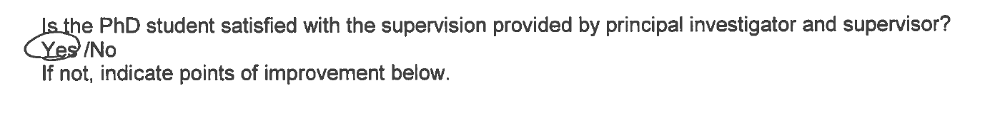 Is the PhD student satisfied with the supervision provided by principal investigator and supervisor?
Yes /No
If not, indicate points of improvement below.